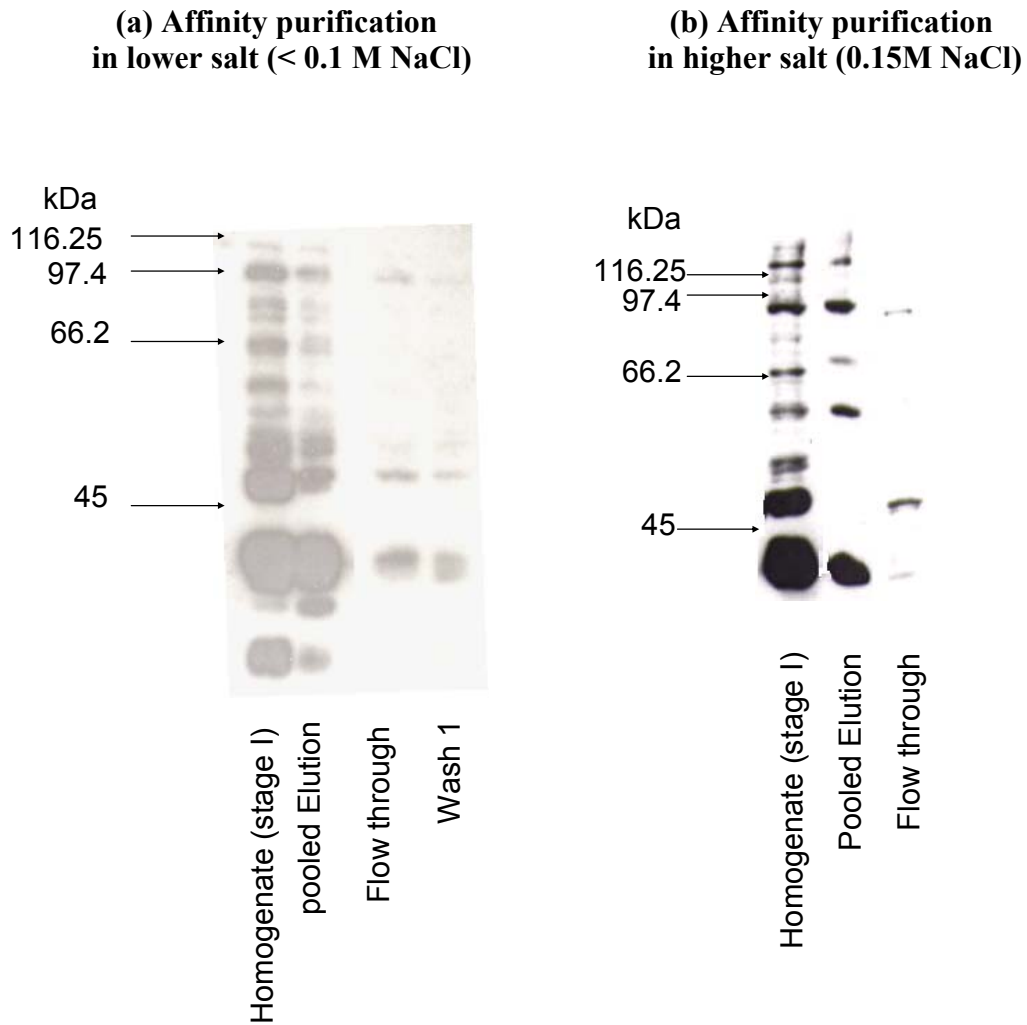 (a) Affinity purification
in lower salt (< 0.1 M NaCl)
kDa
116.25
97.4
66.2
45
Homogenate (stage I)
pooled Elution
Flow through
Wash 1
(b) Affinity purification
in higher salt (0.15M NaCl)
kDa
116.25
97.4
66.2
45
Homogenate (stage I)
Pooled Elution
Flow through